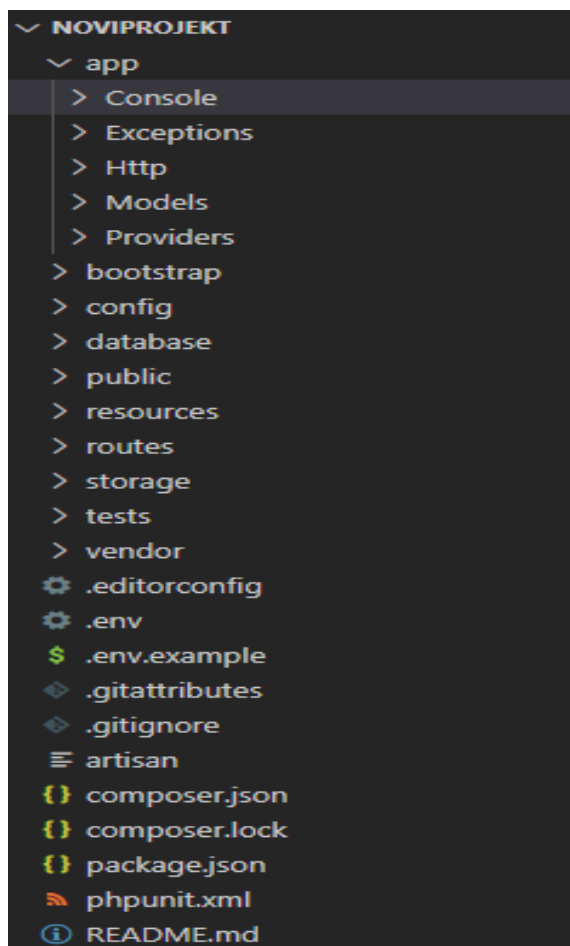 NOVIPROJEKT
app
Console
Exceptions
Http
Models
Providers
bootstrap
config
database
public
resources
routes
storage
tests
vendor
.editorconfig
.env
.env.example
.gitattributes
.gitignore
artisan
composer.json
composer.lock
package.json
phpunit.xml
README.md